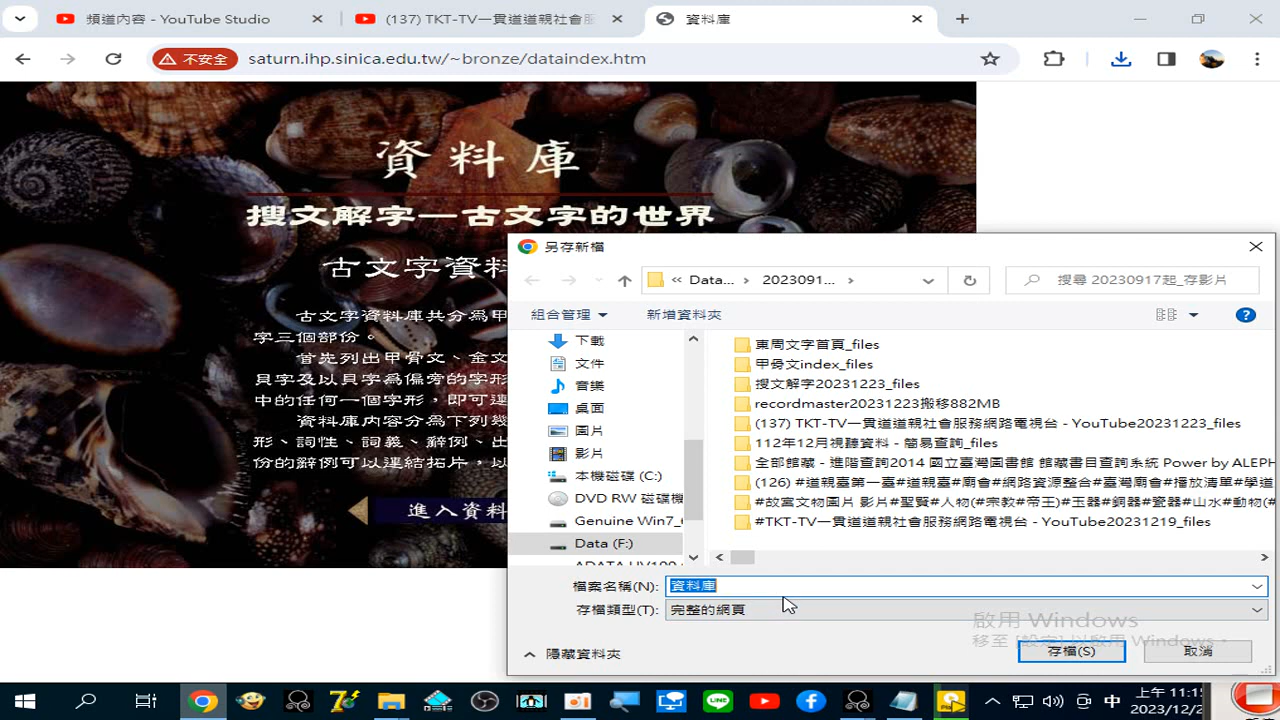 頻道內容 - YouTube Studio
(137) TKT-TV一貫道道親社會服
資料庫
不安全
saturn.ihp.sinica.edu.tw/~bronze/dataindex.htm
資料庫
搜文解字—古文字的世界
古文字資料
古文字資料庫共分為甲
字三個部份。
首先列出甲骨文、金文
貝字及以貝字為偏旁的字形
中的任何一個字形，即可連
資料庫內容分為下列幾
形、詞性、詞義、辭例、出
份的辭例可以連結拓片，以
進入資料
另存新檔
« Data... › 2023091... ›
搜尋 20230917起_存影片
組合管理
新增資料夾
下載
文件
音樂
桌面
圖片
影片
本機磁碟 (C:)
DVD RW 磁碟機
Genuine Win7_
Data (F:)
東周文字首頁_files
甲骨文index_files
搜文解字20231223_files
recordmaster20231223搬移882MB
(137) TKT-TV一貫道道親社會服務網路電視台 - YouTube20231223_files
112年12月視聽資料 - 簡易查詢_files
全部館藏 - 進階查詢2014 國立臺灣圖書館 館藏書目查詢系統 Power by ALEPH
(126) #道親臺第一臺#道親臺#廟會#網路資源整合#臺灣廟會#播放清單#學道
#故宮文物圖片 影片#聖賢#人物(#宗教#帝王)#玉器#銅器#瓷器#山水#動物(#
#TKT-TV一貫道道親社會服務網路電視台 - YouTube20231219_files
檔案名稱(N):
資料庫
存檔類型(T):
完整的網頁
啟用 Windows
移至 [設定] 以啟用 Windows。
隱藏資料夾
存檔(S)
取消
中
上午 11:15
2023/12/2